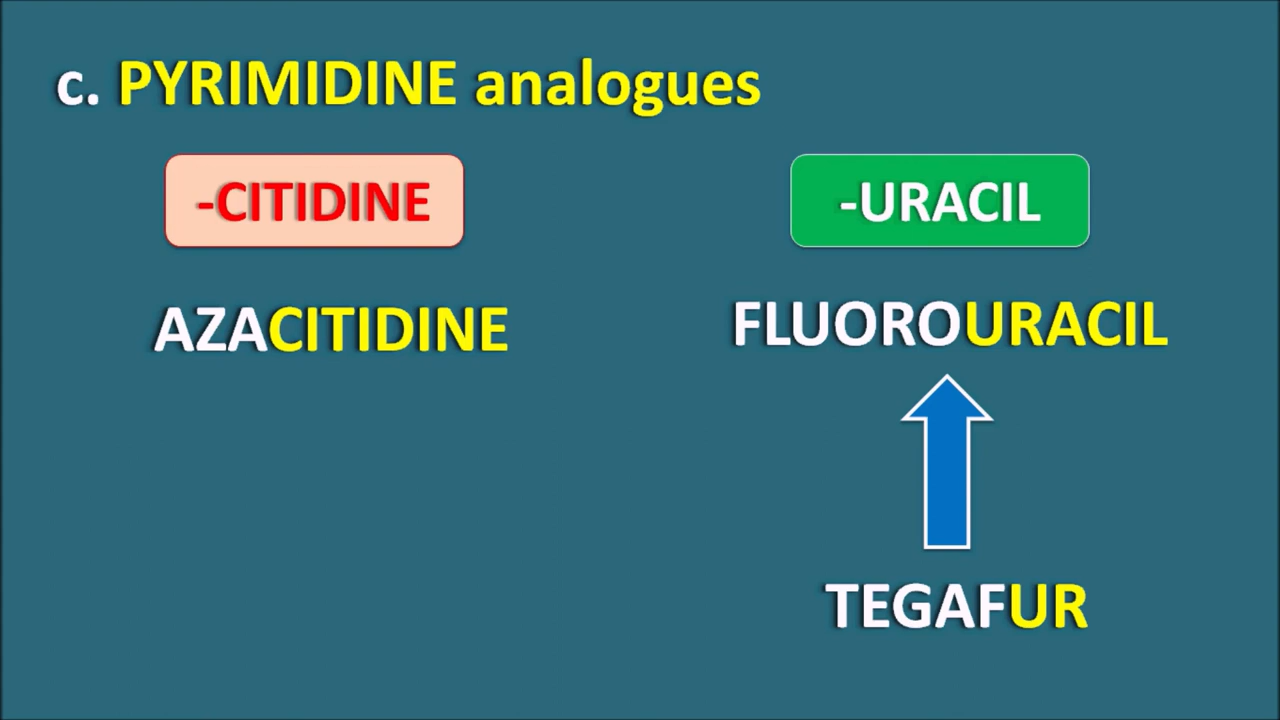 c. PYRIMIDINE analogues
-CITIDINE
-URACIL
AZACITIDINE
FLUOROURACIL
TEGAFUR